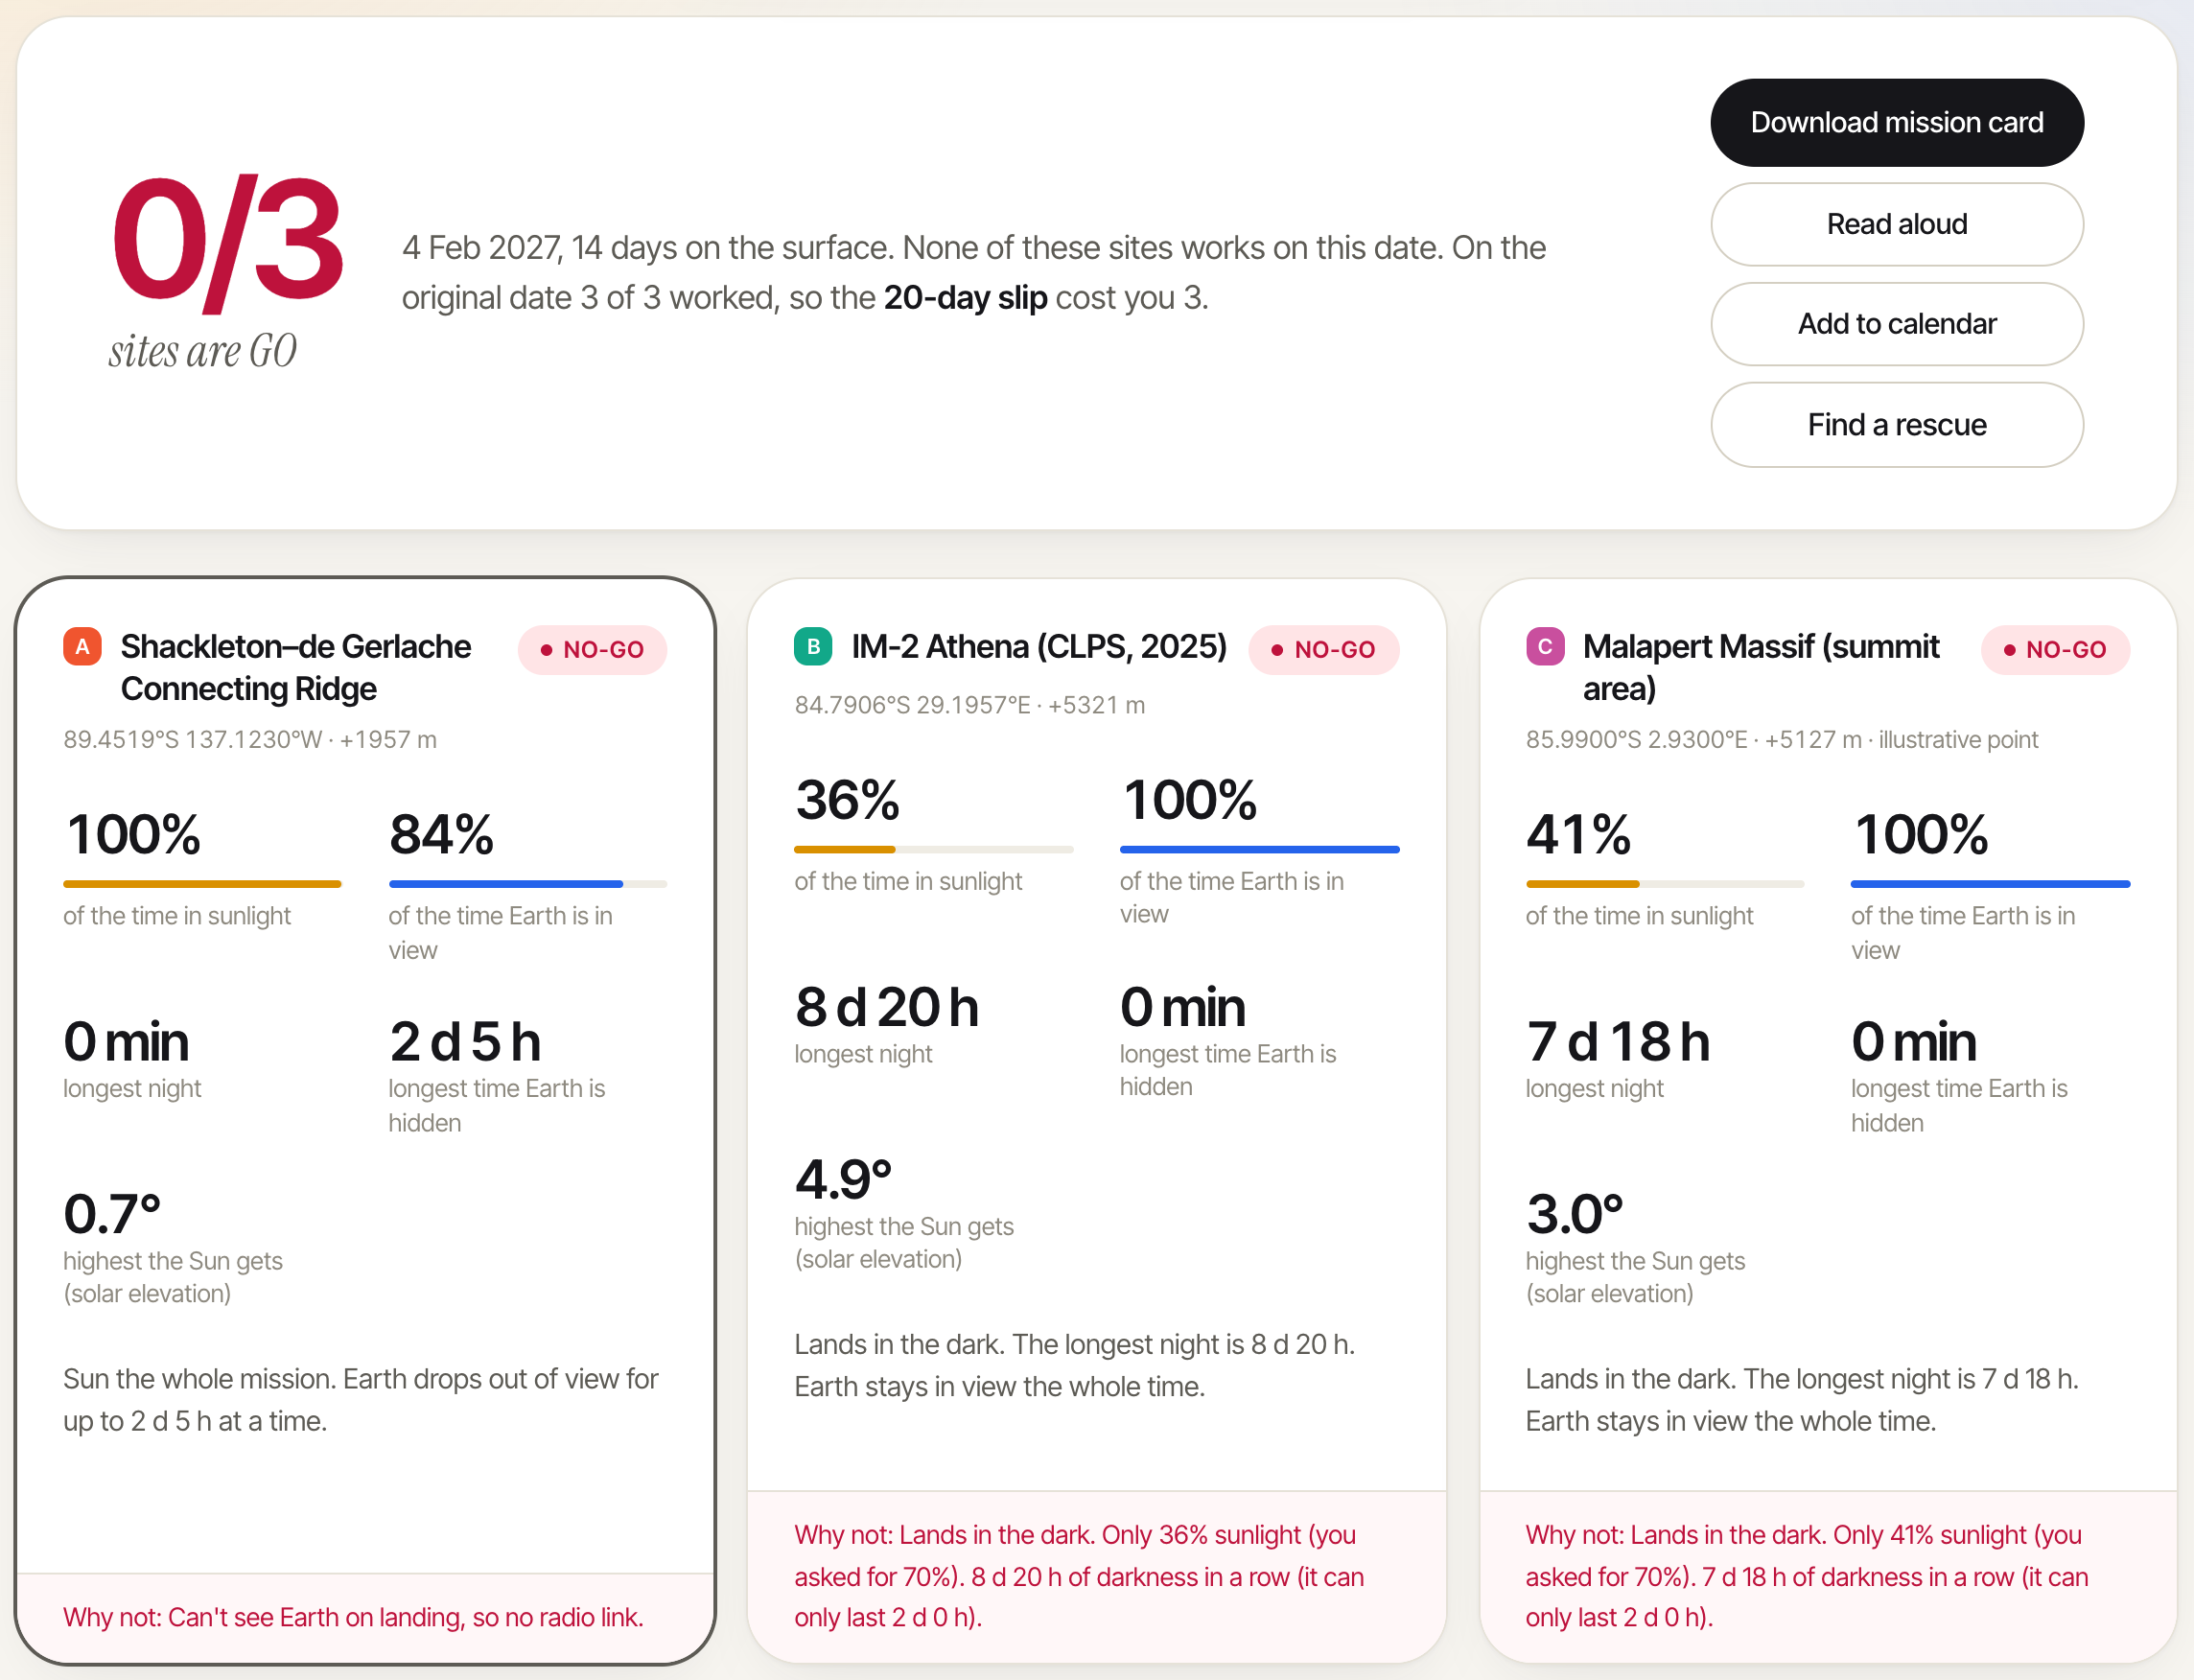 0/3
sites are GO
4 Feb 2027, 14 days on the surface. None of these sites works on this date. On the
original date 3 of 3 worked, so the 20-day slip cost you 3.
Download mission card
Read aloud
Add to calendar
Find a rescue
A
Shackleton–de Gerlache
Connecting Ridge
NO-GO
89.4519°S 137.1230°W · +1957 m
100%
of the time in sunlight
84%
of the time Earth is in
view
0 min
longest night
2 d 5 h
longest time Earth is
hidden
0.7°
highest the Sun gets
(solar elevation)
Sun the whole mission. Earth drops out of view for
up to 2 d 5 h at a time.
Why not: Can't see Earth on landing, so no radio link.
B
IM-2 Athena (CLPS, 2025)
NO-GO
84.7906°S 29.1957°E · +5321 m
36%
of the time in sunlight
100%
of the time Earth is in
view
8 d 20 h
longest night
0 min
longest time Earth is
hidden
4.9°
highest the Sun gets
(solar elevation)
Lands in the dark. The longest night is 8 d 20 h.
Earth stays in view the whole time.
Why not: Lands in the dark. Only 36% sunlight (you
asked for 70%). 8 d 20 h of darkness in a row (it can
only last 2 d 0 h).
C
Malapert Massif (summit
area)
NO-GO
85.9900°S 2.9300°E · +5127 m · illustrative point
41%
of the time in sunlight
100%
of the time Earth is in
view
7 d 18 h
longest night
0 min
longest time Earth is
hidden
3.0°
highest the Sun gets
(solar elevation)
Lands in the dark. The longest night is 7 d 18 h.
Earth stays in view the whole time.
Why not: Lands in the dark. Only 41% sunlight (you
asked for 70%). 7 d 18 h of darkness in a row (it can
only last 2 d 0 h).